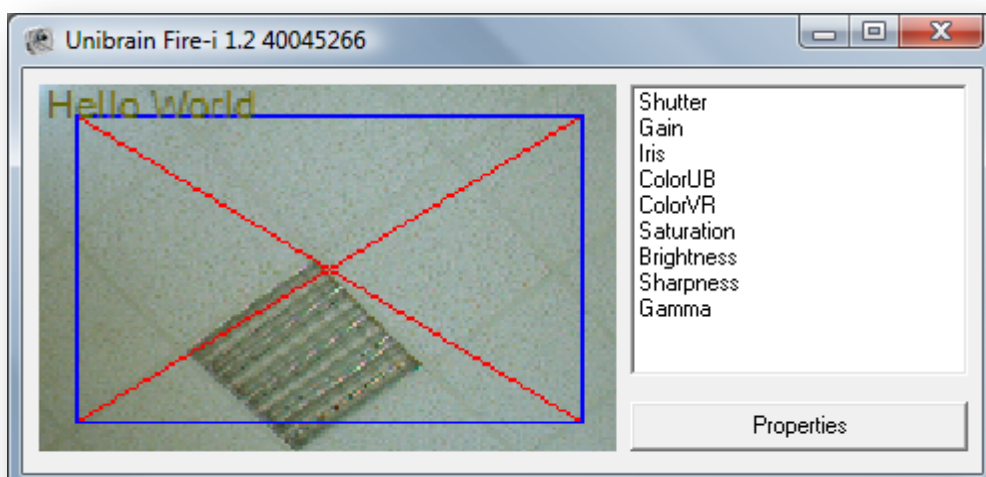 Unibrain Fire-i 1.2 40045266
Hello World
Shutter
Gain
Iris
ColorUB
ColorVR
Saturation
Brightness
Sharpness
Gamma
Properties